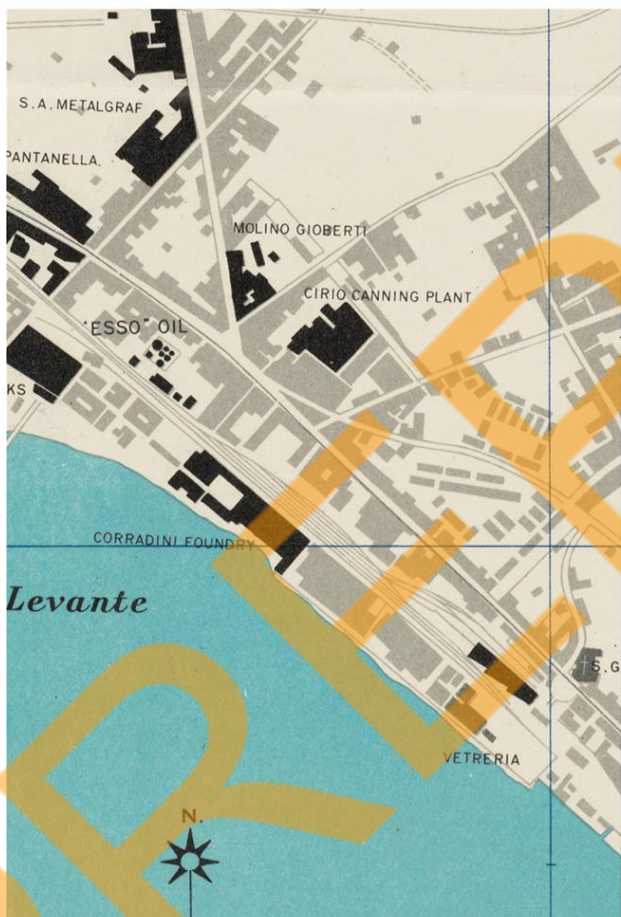 S.A. METALGRAF
PANTANELLA.
MOLINO GIOBERTI
CIRIO CANNING PLANT
"ESSO" OIL
KS
CORRADINI FOUNDRY
Levante
S.G
VETRERIA
N.